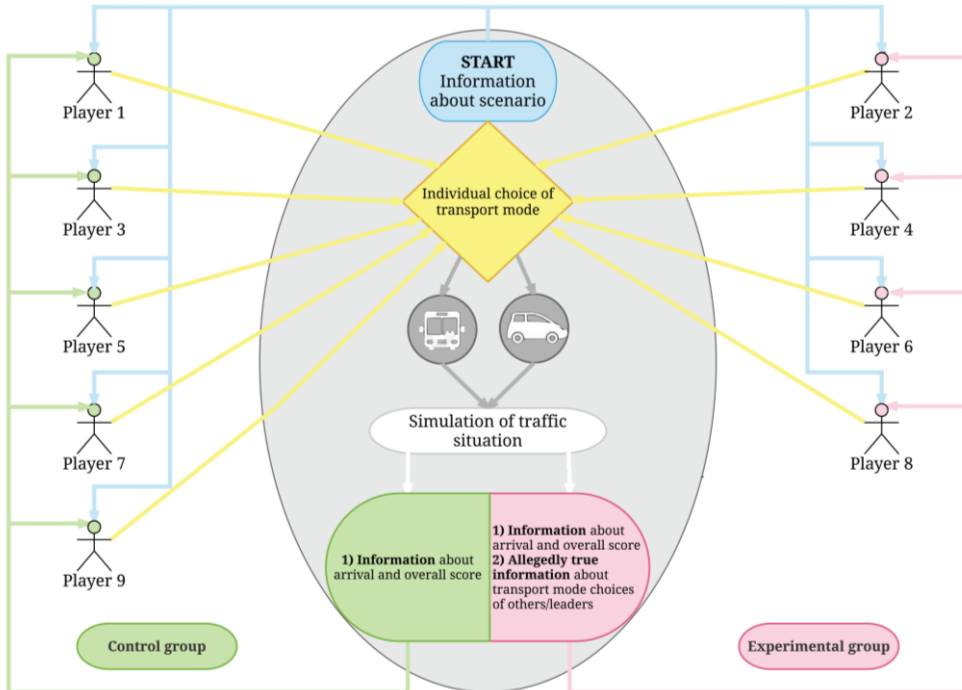 START
Information
about scenario
Player 1
Player 2
Individual choice of
transport mode
Player 3
Player 4
Player 5
Player 6
Simulation of traffic
situation
Player 7
Player 8
1) Information about
arrival and overall score
1) Information about
arrival and overall score
2) Allegedly true
information about
transport mode choices
of others/leaders
Player 9
Control group
Experimental group